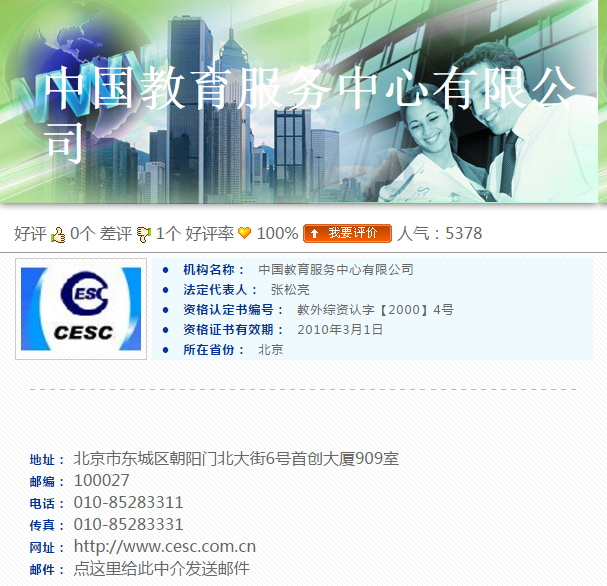 中国教育服务中心有限公
司
好评 0个 差评 1个 好评率 100% 我要评价 人气：5378
ESC
CESC
机构名称： 中国教育服务中心有限公司
法定代表人： 张松亮
资格认定书编号： 教外综资认字【2000】4号
资格证书有效期： 2010年3月1日
所在省份： 北京
地址： 北京市东城区朝阳门北大街6号首创大厦909室
邮编： 100027
电话： 010-85283311
传真： 010-85283331
网址： http://www.cesc.com.cn
邮件： 点这里给此中介发送邮件